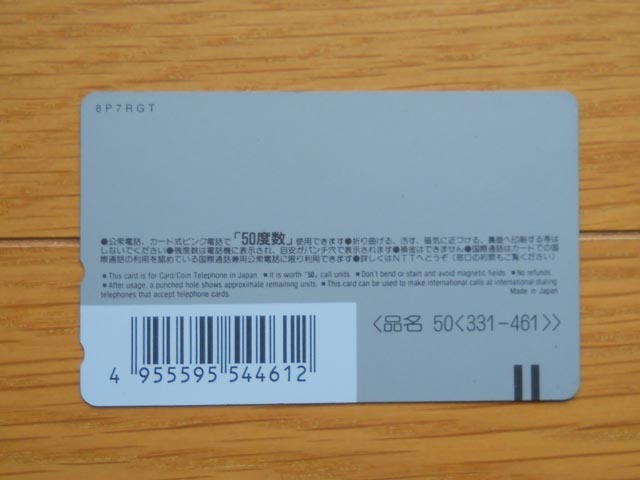 8P7RGT
●公衆電話、カード式ピンク電話で「50度数」使用できます●折り曲げる、汚す、磁気に近づける、裏面へ印刷する等は
しないでください●残度数は電話機に表示され、目安がパンチ穴で表示されます●換金はできません●国際通話はカードでの国
際通話の利用を認めている国際通話兼用公衆電話に限り利用できます●詳しくはNTTへどうぞ（窓口の約款もご覧ください）
■This card is for Card/Coin Telephone in Japan. ■It is worth "50" call units. ■Don't bend or stain and avoid magnetic fields. ■No refunds.
■After usage, a punched hole shows approximate remaining units. ■This card can be used to make international calls at international dialing
telephones that accept telephone cards.
Made in Japan
4 955595 544612
〈品名 50〈331-461〉〉